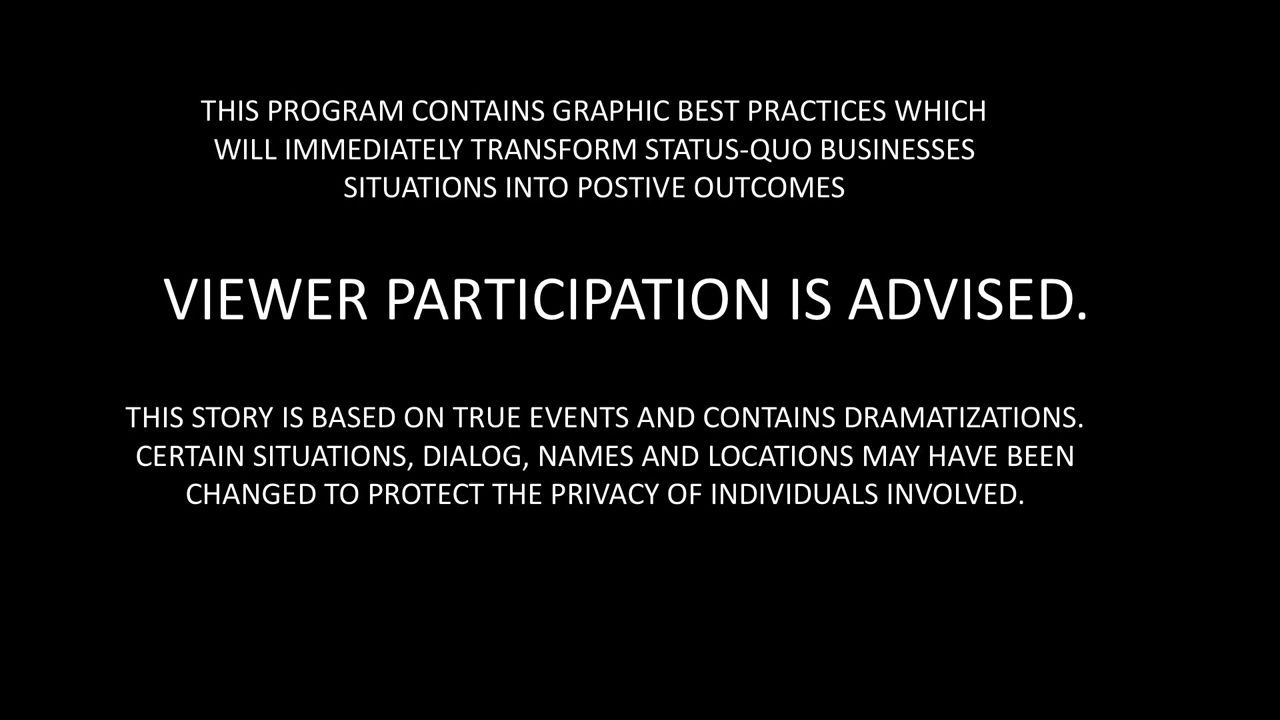 THIS PROGRAM CONTAINS GRAPHIC BEST PRACTICES WHICH
WILL IMMEDIATELY TRANSFORM STATUS-QUO BUSINESSES
SITUATIONS INTO POSTIVE OUTCOMES
VIEWER PARTICIPATION IS ADVISED.
THIS STORY IS BASED ON TRUE EVENTS AND CONTAINS DRAMATIZATIONS.
CERTAIN SITUATIONS, DIALOG, NAMES AND LOCATIONS MAY HAVE BEEN
CHANGED TO PROTECT THE PRIVACY OF INDIVIDUALS INVOLVED.